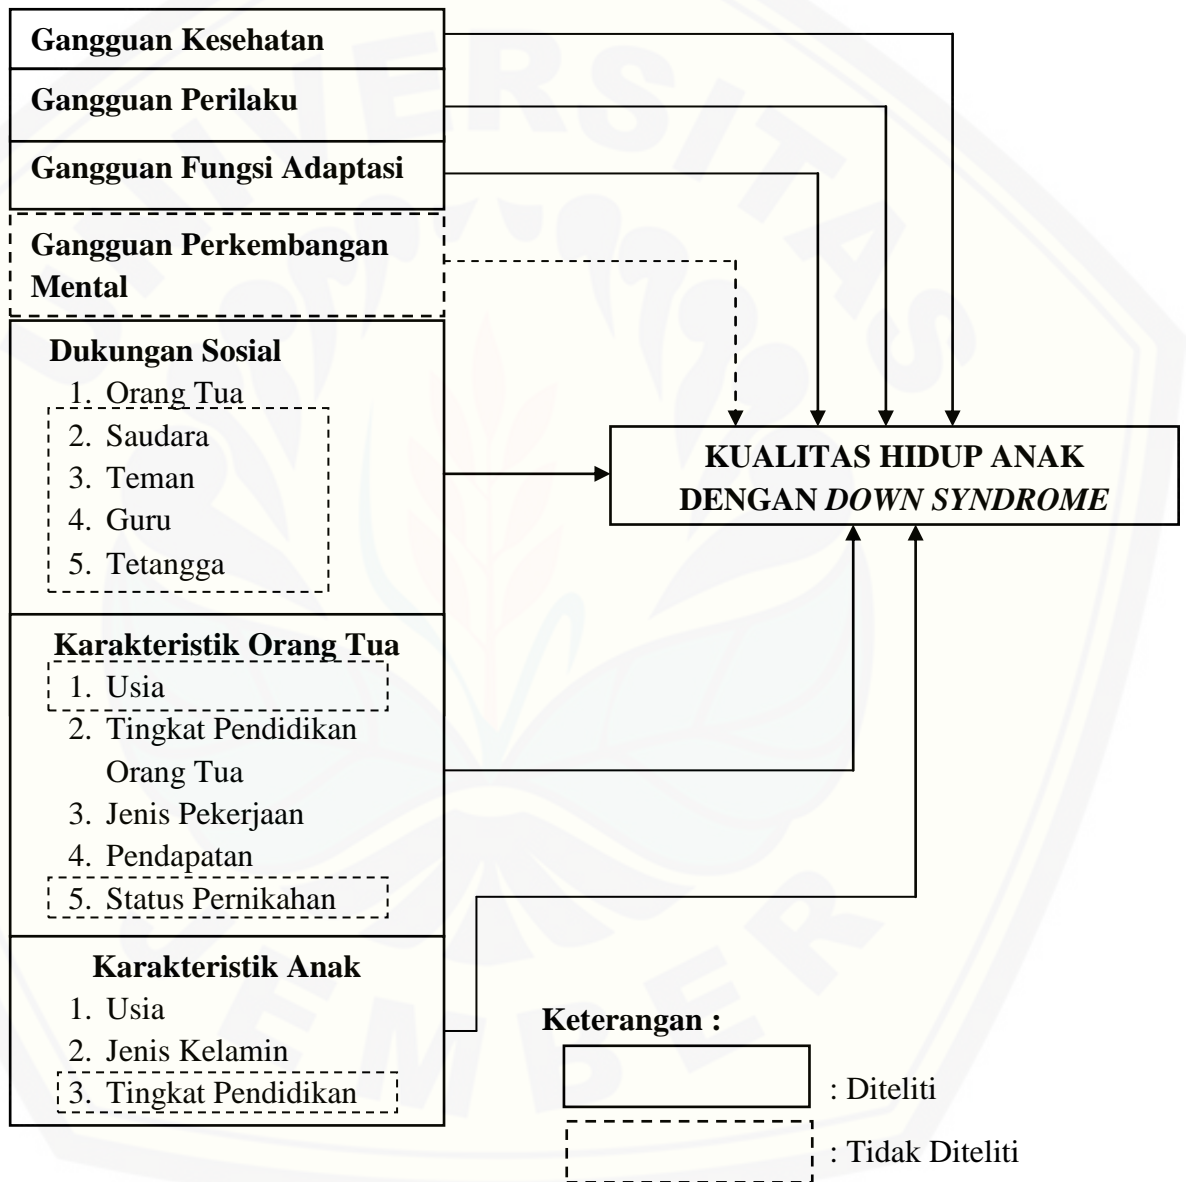 Gangguan Kesehatan
Gangguan Perilaku
Gangguan Fungsi Adaptasi
Gangguan Perkembangan
Mental
Dukungan Sosial
1. Orang Tua
2. Saudara
3. Teman
4. Guru
5. Tetangga
KUALITAS HIDUP ANAK
DENGAN DOWN SYNDROME
Karakteristik Orang Tua
1. Usia
2. Tingkat Pendidikan
Orang Tua
3. Jenis Pekerjaan
4. Pendapatan
5. Status Pernikahan
Karakteristik Anak
1. Usia
2. Jenis Kelamin
3. Tingkat Pendidikan
Keterangan :
: Diteliti
: Tidak Diteliti
UNIVERSITAS
EMBER